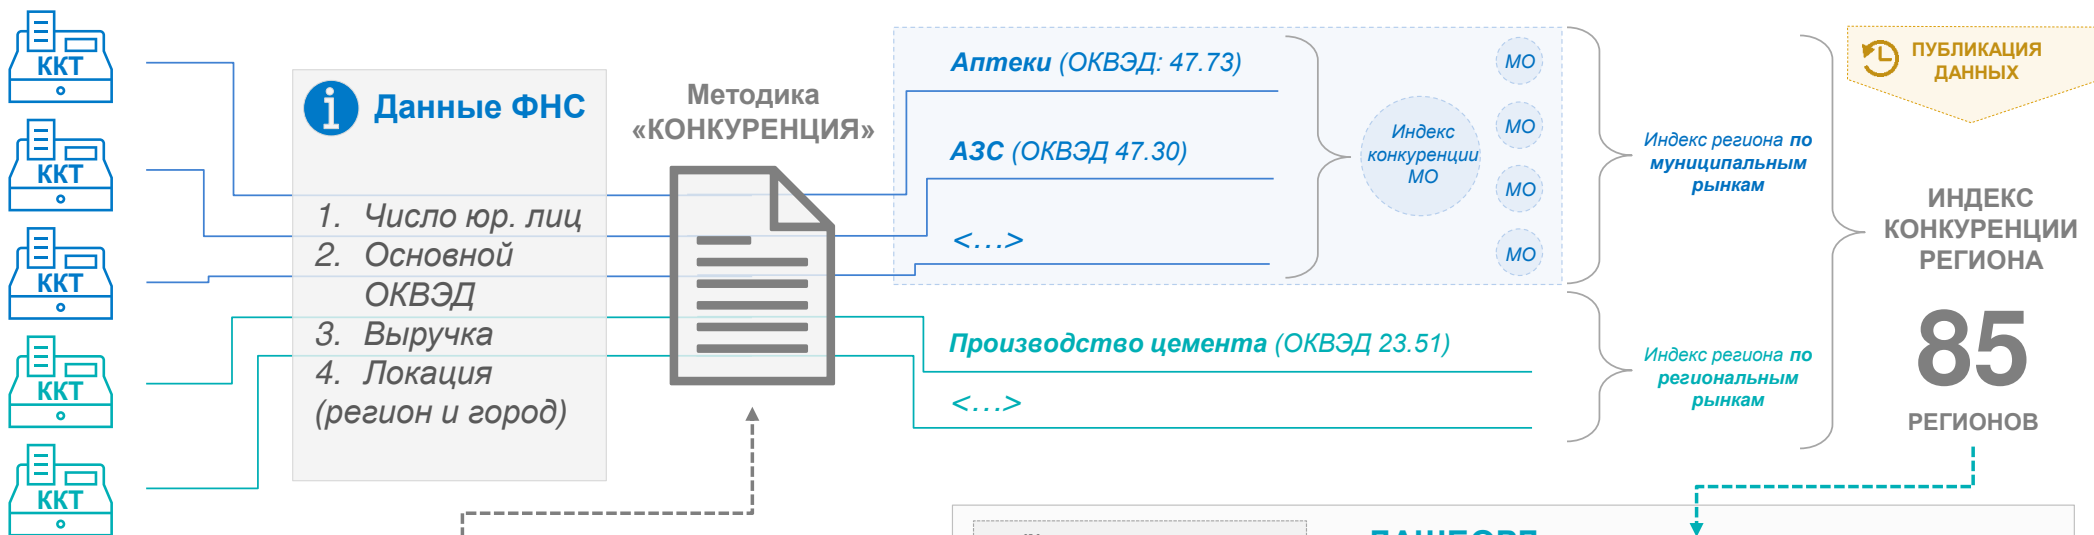 ККТ
ККТ
ККТ
ККТ
ККТ
Данные ФНС
1. Число юр. лиц
2. Основной
ОКВЭД
3. Выручка
4. Локация
(регион и город)
Методика
«КОНКУРЕНЦИЯ»
Аптеки (ОКВЭД: 47.73)
АЗС (ОКВЭД 47.30)
<...>
Производство цемента (ОКВЭД 23.51)
<...>
Индекс
конкуренции
МО
МО
МО
МО
МО
Индекс региона по
муниципальным
рынкам
Индекс региона по
региональным
рынкам
ПУБЛИКАЦИЯ
ДАННЫХ
ИНДЕКС
КОНКУРЕНЦИИ
РЕГИОНА
85
РЕГИОНОВ
ДАШБОРД